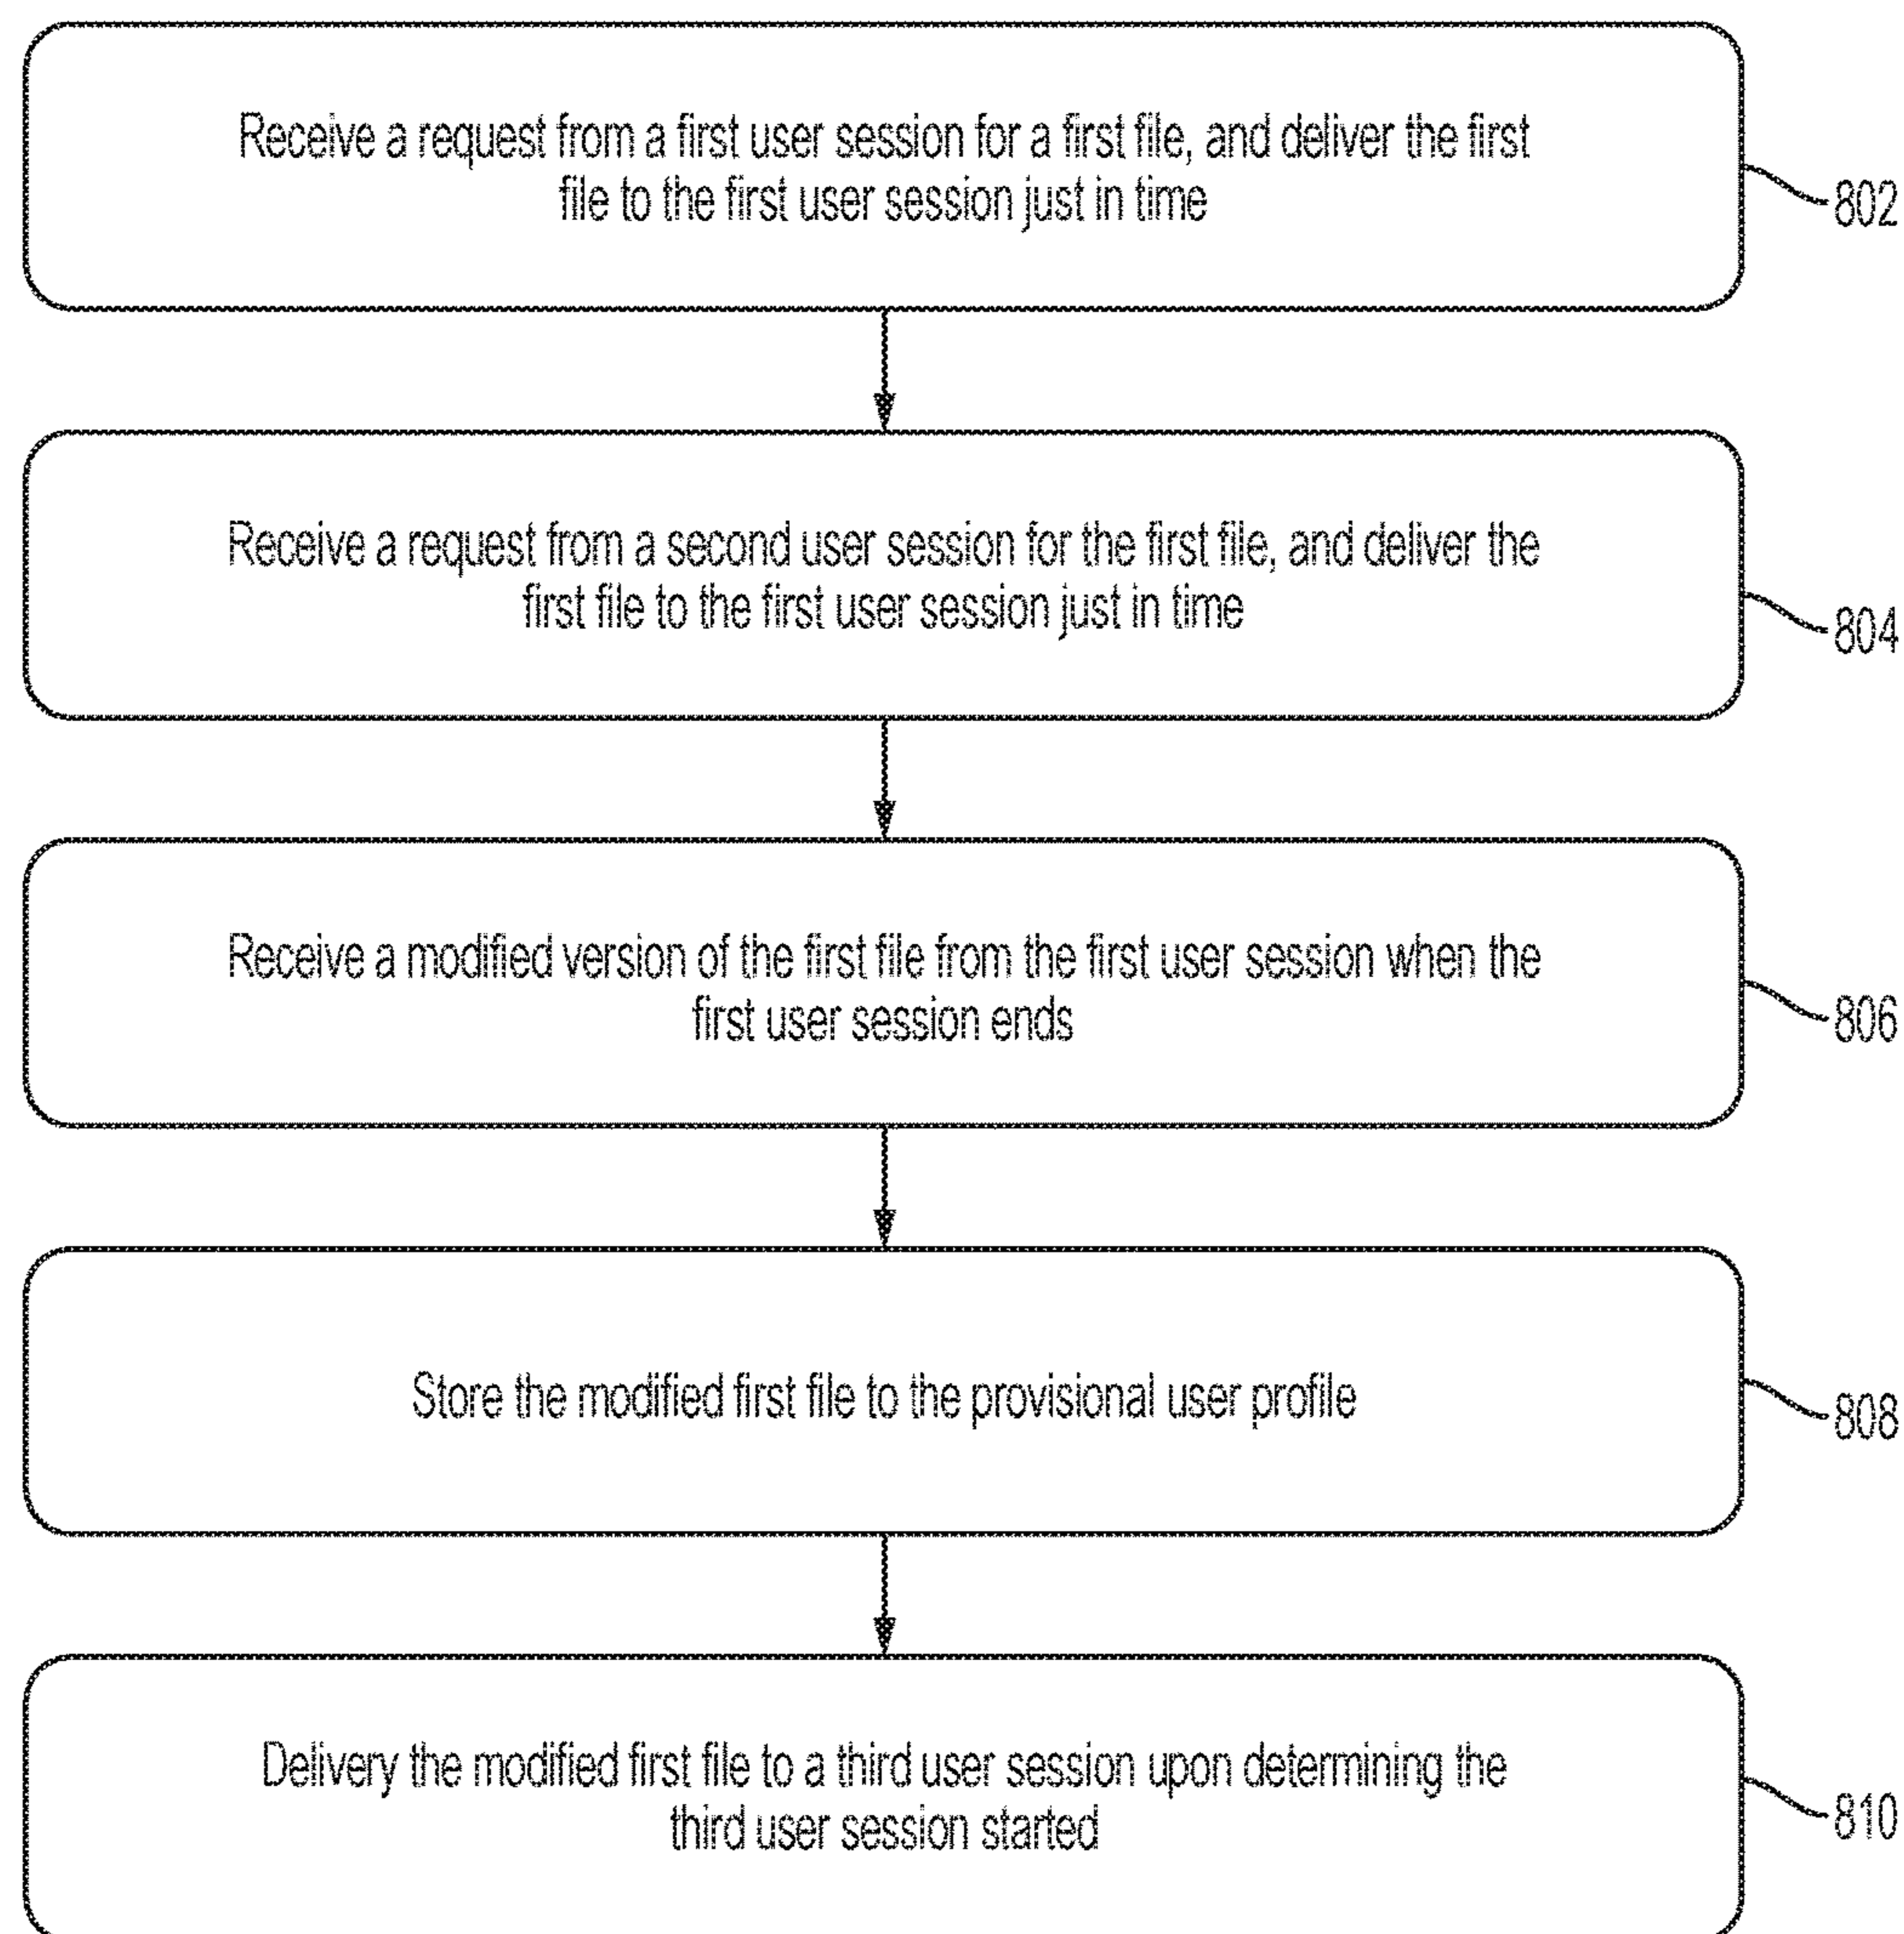 Receive a request from a first user session for a first file, and deliver the first
file to the first user session just in time
802
Receive a request from a second user session for the first file, and deliver the
first file to the first user session just in time
804
Receive a modified version of the first file from the first user session when the
first user session ends
806
Store the modified first file to the provisional user profile
808
Delivery the modified first file to a third user session upon determining the
third user session started
810